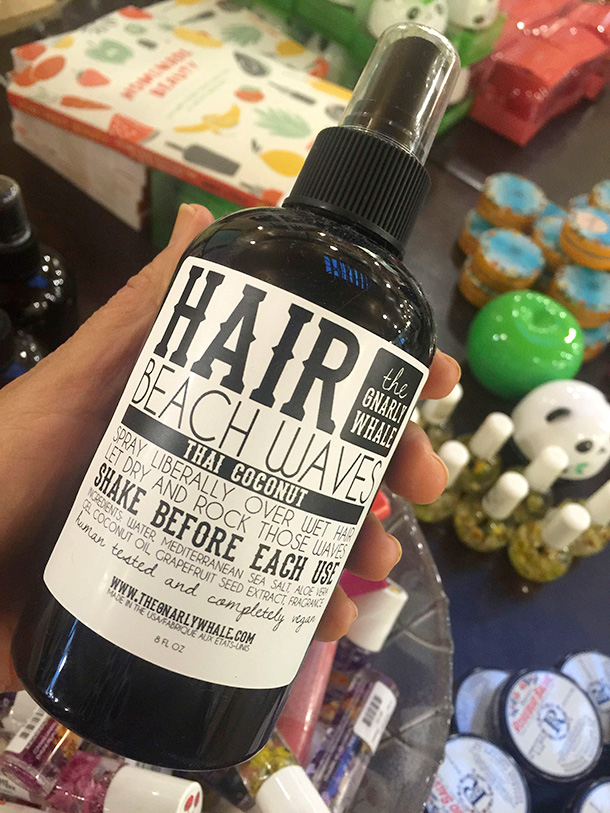 HOMEMADE
BEAUTY
HAIR
the
GNARLY
WHALE
BEACH WAVES
THAI COCONUT
SPRAY LIBERALLY OVER WET HAIR
LET DRY AND ROCK THOSE WAVES
SHAKE BEFORE EACH USE
INGREDIENTS: WATER, MEDITERRANEAN SEA SALT, ALOE VERA
GEL, COCONUT OIL, GRAPEFRUIT SEED EXTRACT, FRAGRANCE
human tested and completely vegan
WWW.THEGNARLYWHALE.COM
MADE IN THE USA/FABRIQUE AUX ETATS-UNIS
8 FL OZ